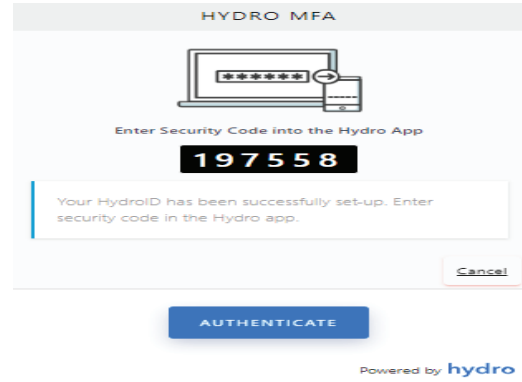 HYDRO MFA
******
Enter Security Code into the Hydro App
197558
Your HydroID has been successfully set-up. Enter
security code in the Hydro app.
Cancel
AUTHENTICATE
Powered by hydro